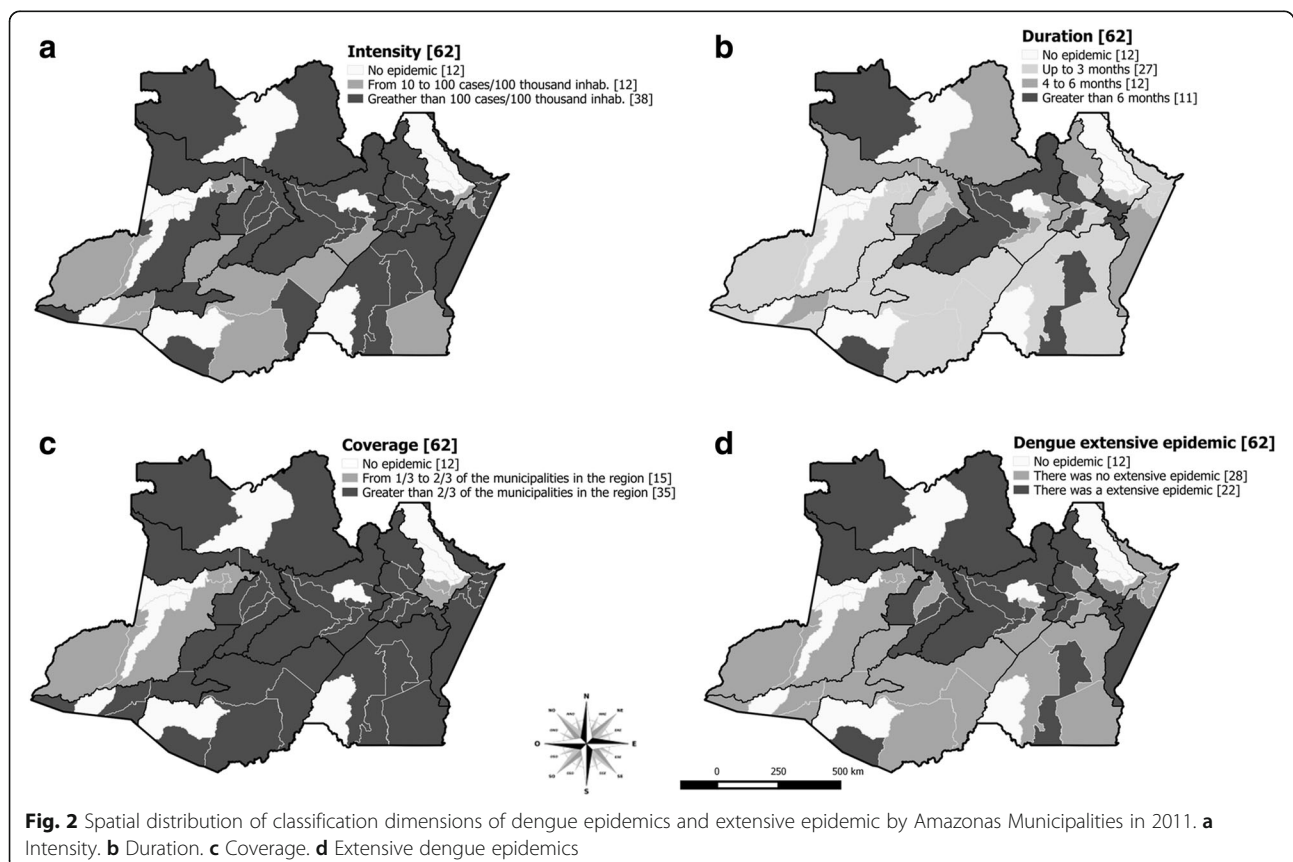 a
Intensity [62]
No epidemic [12]
From 10 to 100 cases/100 thousand inhab. [12]
Greather than 100 cases/100 thousand inhab. [38]
b
Duration [62]
No epidemic [12]
Up to 3 months [27]
4 to 6 months [12]
Greater than 6 months [11]
c
Coverage [62]
No epidemic [12]
From 1/3 to 2/3 of the municipalities in the region [15]
Greater than 2/3 of the municipalities in the region [35]
d
Dengue extensive epidemic [62]
No epidemic [12]
There was no extensive epidemic [28]
There was a extensive epidemic [22]
N
NO NE
O E
SO SE
S
0 250 500 km
Fig. 2 Spatial distribution of classification dimensions of dengue epidemics and extensive epidemic by Amazonas Municipalities in 2011. a
Intensity. b Duration. c Coverage. d Extensive dengue epidemics